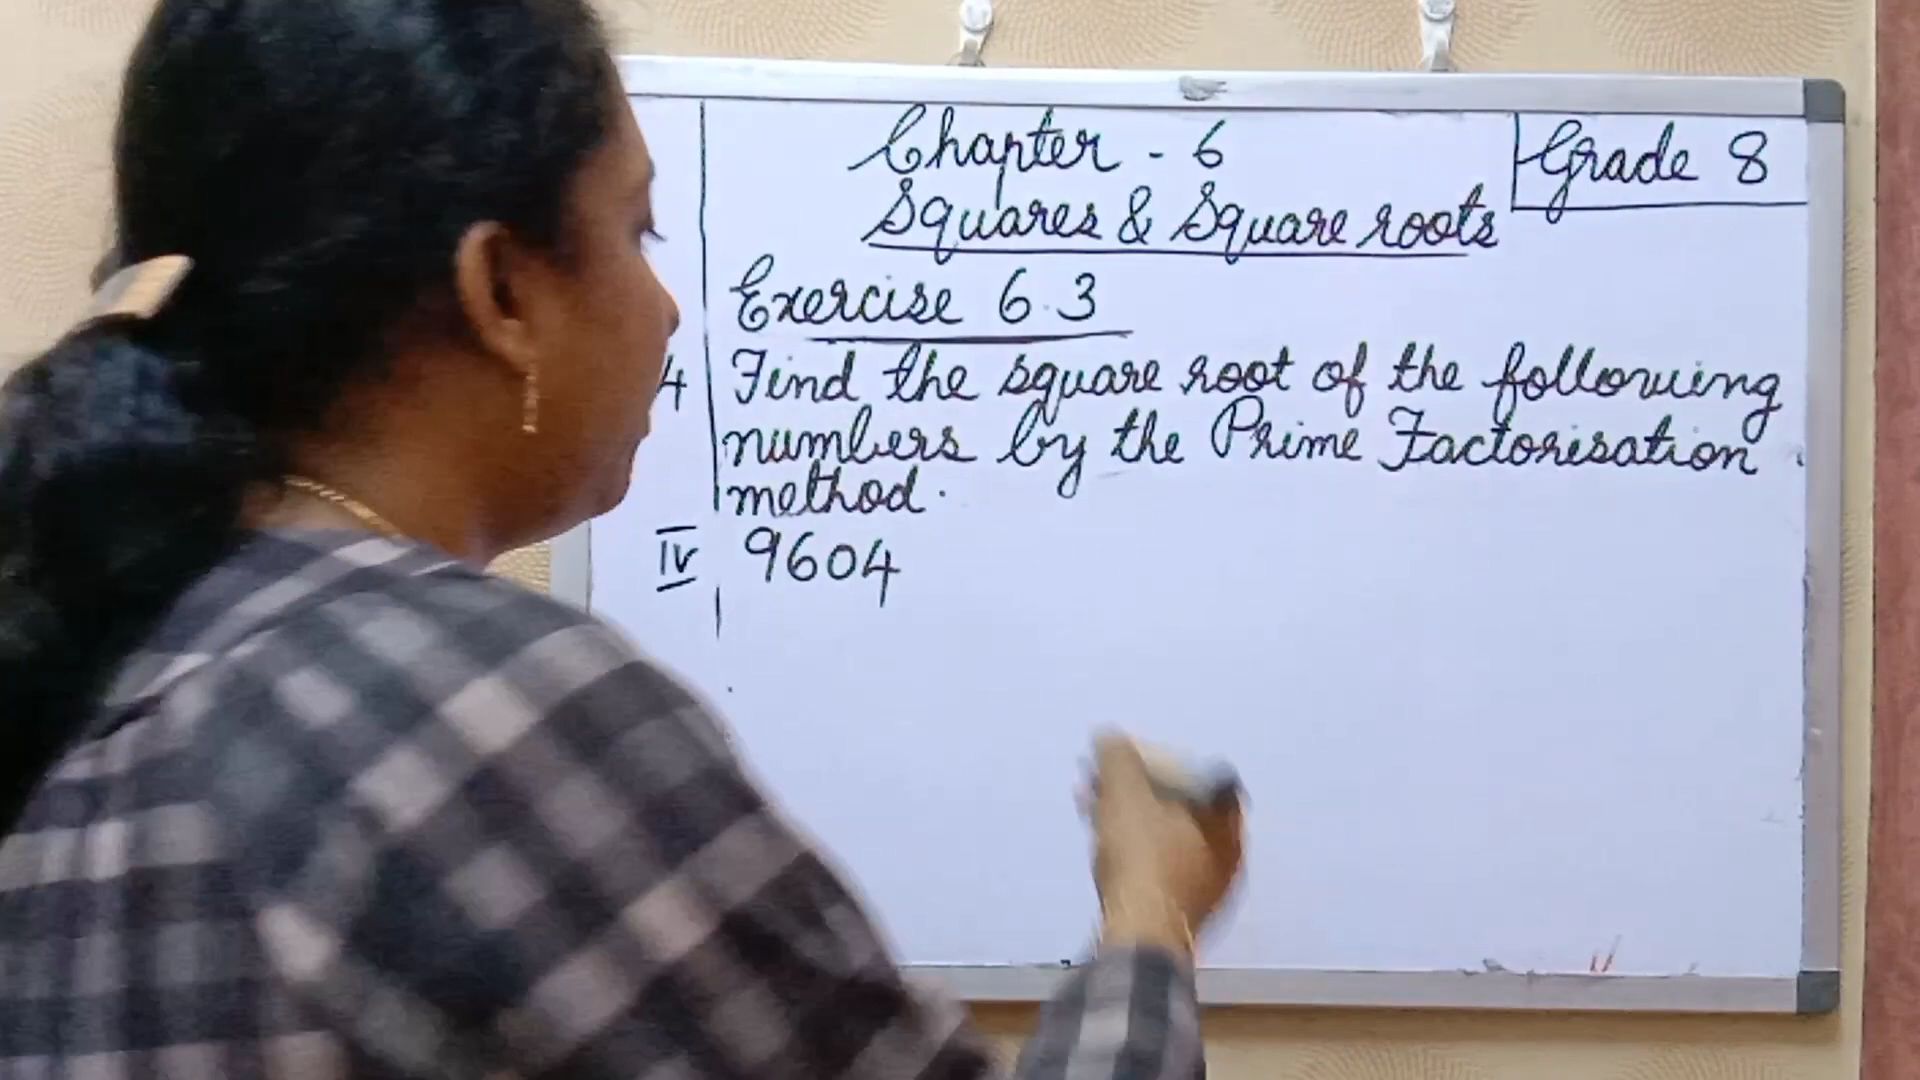 Chapter - 6
Grade 8
Squares & Square roots
Exercise 6.3
4 Find the square root of the following
numbers by the Prime Factorisation
method.
IV 9604